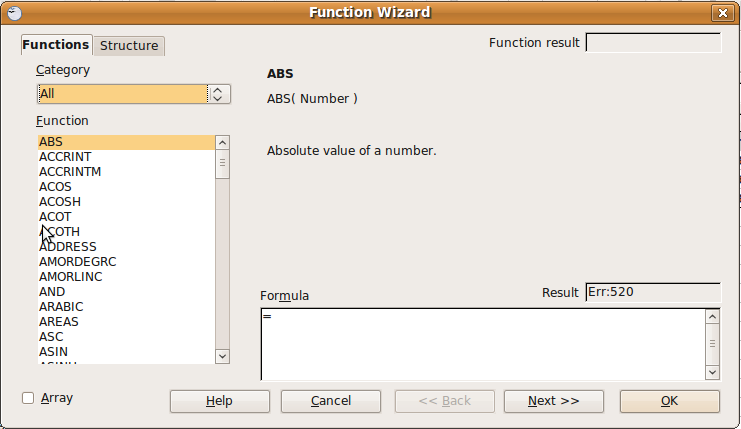 Function Wizard
Functions
Structure
Function result
Category
All
Function
ABS
ACCRINT
ACCRINTM
ACOS
ACOSH
ACOT
ACOTH
ADDRESS
AMORDEGRC
AMORLINC
AND
ARABIC
AREAS
ASC
ASIN
ASINH
ABS
ABS( Number )
Absolute value of a number.
Formula
Result
Err:520
=
Array
Help
Cancel
<< Back
Next >>
OK